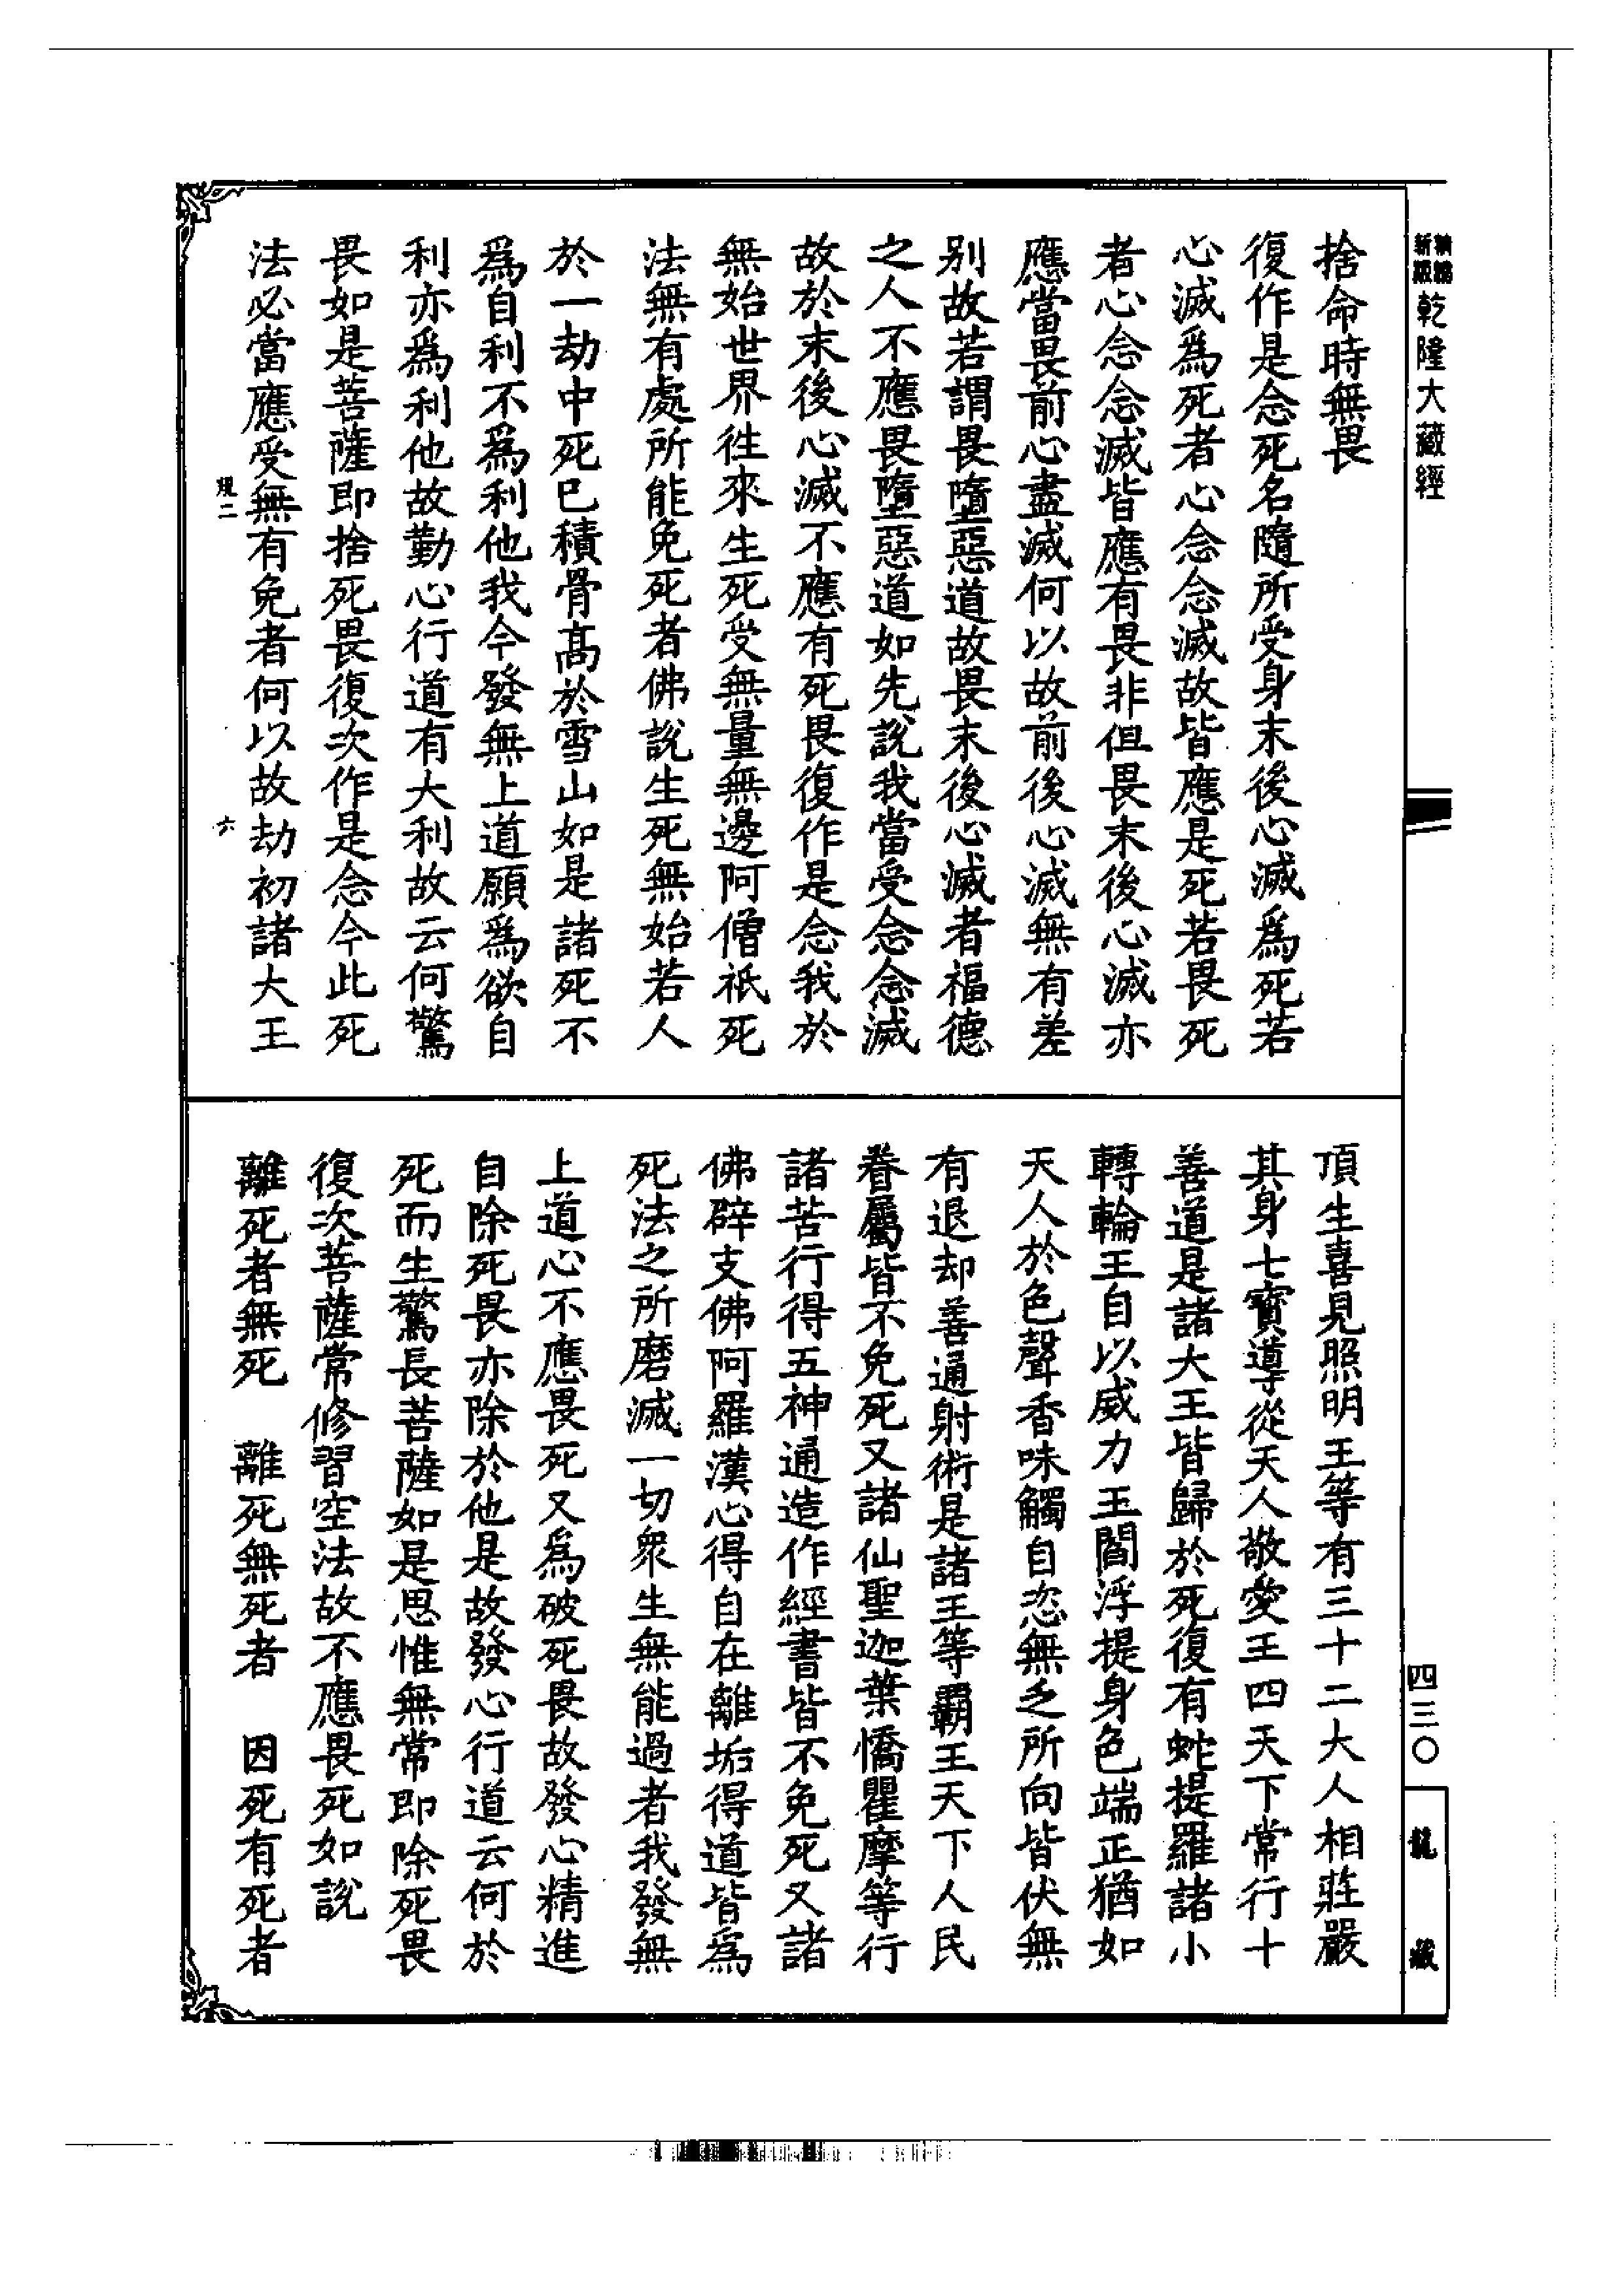 乾隆大藏經
捨命時無畏
復作是念死名隨所受身末後心滅爲死若
心滅爲死者心念念滅故皆應是死若畏死
者心念念滅皆應有畏非但畏末後心滅亦
應當畏前心盡滅何以故前後心滅無有差
別故若謂畏墮惡道故畏末後心滅者福德
之人不應畏墮惡道如先說我當受念念滅
故於末後心滅不應有死畏復作是念我於
無始世界徃來生死受無量無邊阿僧祇死
法無有處所能免死者佛說生死無始若人
於一劫中死巳積骨髙於雪山如是諸死不
爲自利不爲利他我今發無上道願爲欲自
利亦爲利他故勤心行道有大利故云何驚
畏如是菩薩即捨死畏復次作是念今此死
法必當應受無有免者何以故劫初諸大王
六
頂生喜見照明王等有三十二大人相莊嚴
其身七寳導從天人敬愛王四天下常行十
善道是諸大王皆歸於死復有蛇提羅諸小
轉輪王自以威力王閻浮提身色端正猶如
天人於色聲香味觸自恣無乏所向皆伏無
有退却善通射術是諸王等覇王天下人民
眷屬皆不免死又諸仙聖迦葉憍瞿摩等行
諸苦行得五神通造作經書皆不免死又諸
佛辟支佛阿羅漢心得自在離垢得道皆爲
死法之所磨滅一切衆生無能過者我發無
上道心不應畏死又爲破死畏故發心精進
自除死畏亦除於他是故發心行道云何於
死而生驚長菩薩如是思惟無常即除死畏
復次菩薩常修習空法故不應畏死如說
離死者無死　離死無死者　因死有死者
四三〇
龍藏